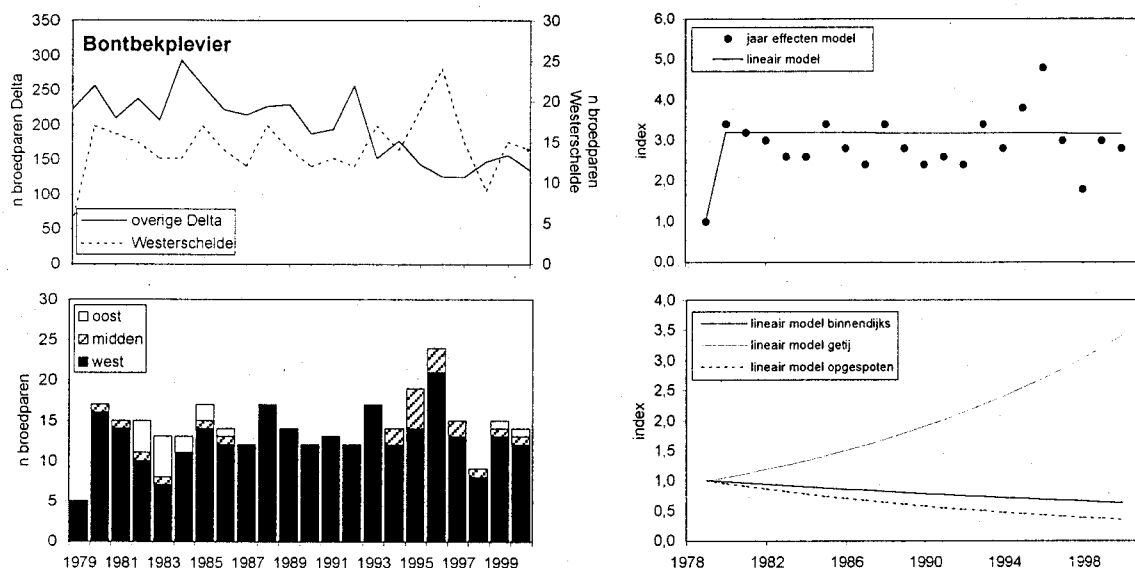 Bontbekplevier
n broedparen Delta
350
300
250
200
150
100
50
0
30
25
20
15
10
5
0
n broedparen
Westerschelde
overige Delta
Westerschelde
index
6,0
5,0
4,0
3,0
2,0
1,0
0,0
jaar effecten model
lineair model
n broedparen
30
25
20
15
10
5
0
oost
midden
west
1979 1981 1983 1985 1987 1989 1991 1993 1995 1997 1999
index
4,0
3,5
3,0
2,5
2,0
1,5
1,0
0,5
0,0
lineair model binnendijks
lineair model getij
lineair model opgespoten
1978 1982 1986 1990 1994 1998